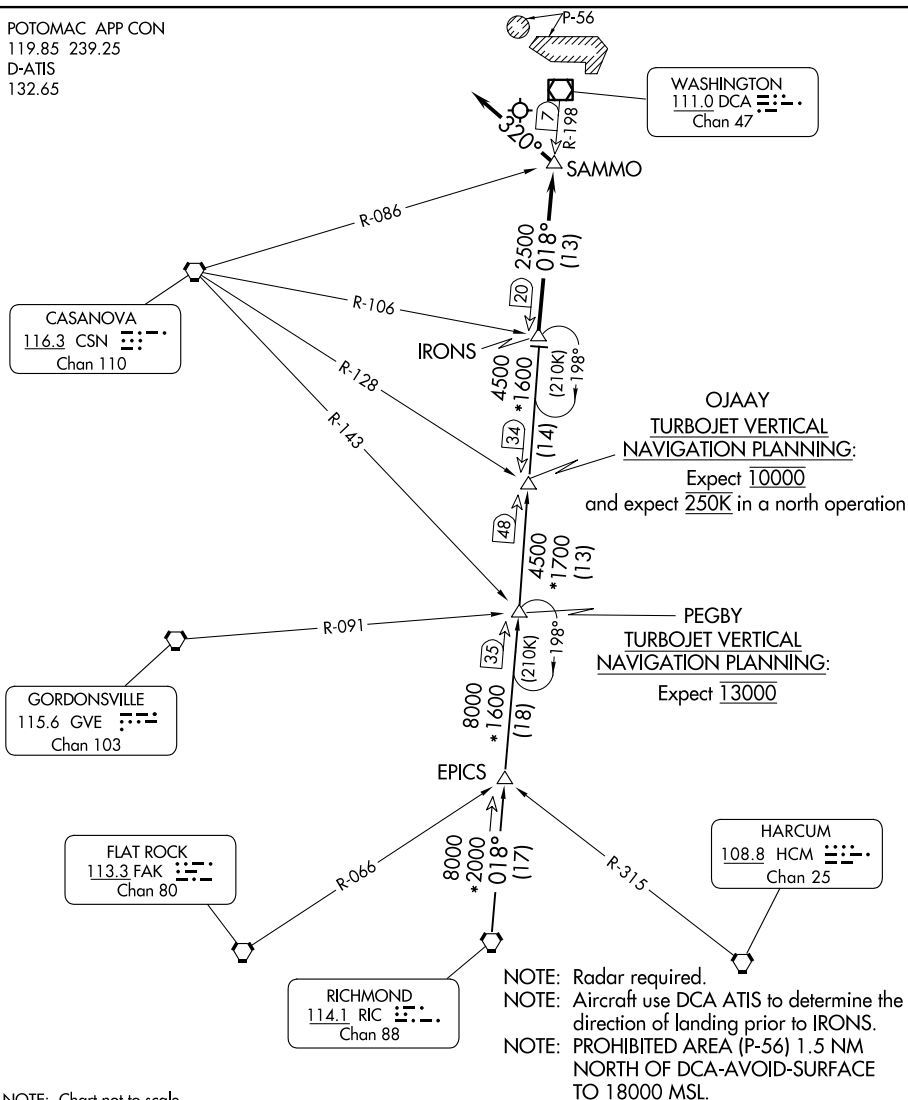 POTOMAC APP CON
119.85 239.25
D-ATIS
132.65
P-56
WASHINGTON
111.0 DCA
Chan 47
7
R-198
320°
SAMMO
R-086
2500
018°
(13)
20
CASANOVA
116.3 CSN
Chan 110
R-106
IRONS
R-128
R-143
4500
*1600
(14)
(210K)
198°
34
OJAAY
TURBOJET VERTICAL
NAVIGATION PLANNING:
Expect 10000
and expect 250K in a north operation
48
4500
*1700
(13)
R-091
GORDONSVILLE
115.6 GVE
Chan 103
PEGBY
TURBOJET VERTICAL
NAVIGATION PLANNING:
Expect 13000
35
(210K)
198°
8000
*1600
(18)
EPICS
FLAT ROCK
113.3 FAK
Chan 80
R-066
8000
*2000
018°
(17)
R-315
HARCUM
108.8 HCM
Chan 25
RICHMOND
114.1 RIC
Chan 88
NOTE: Radar required.
NOTE: Aircraft use DCA ATIS to determine the
direction of landing prior to IRONS.
NOTE: PROHIBITED AREA (P-56) 1.5 NM
NORTH OF DCA-AVOID-SURFACE
TO 18000 MSL.
NOTE: Chart not to scale